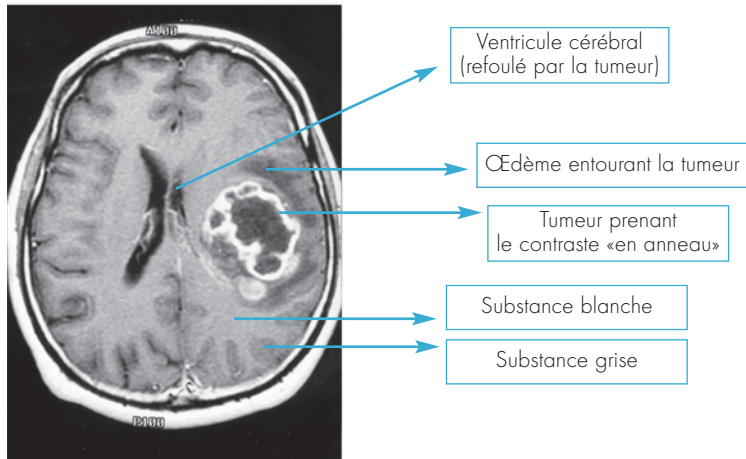 A100
Ventricule cérébral
(refoulé par la tumeur)
Œdème entourant la tumeur
Tumeur prenant
le contraste «en anneau»
Substance blanche
Substance grise
P100